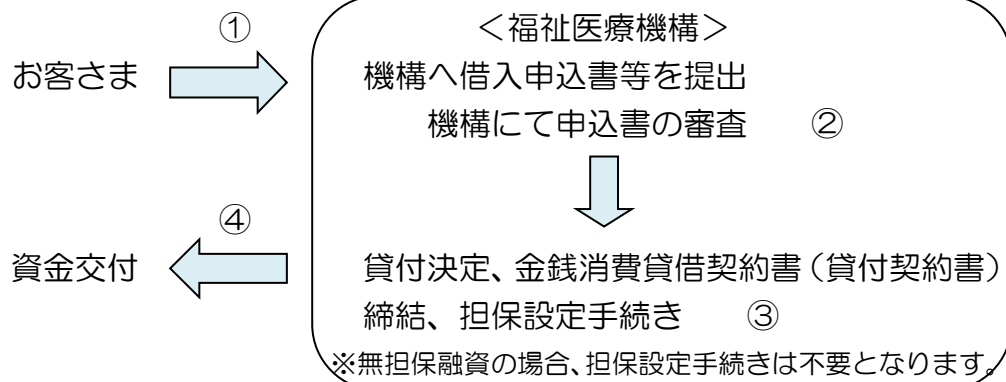 ①
＜福祉医療機構＞
お客さま
機構へ借入申込書等を提出
機構にて申込書の審査　②
④
資金交付
貸付決定、金銭消費貸借契約書（貸付契約書）
締結、担保設定手続き　③
※無担保融資の場合、担保設定手続きは不要となります。